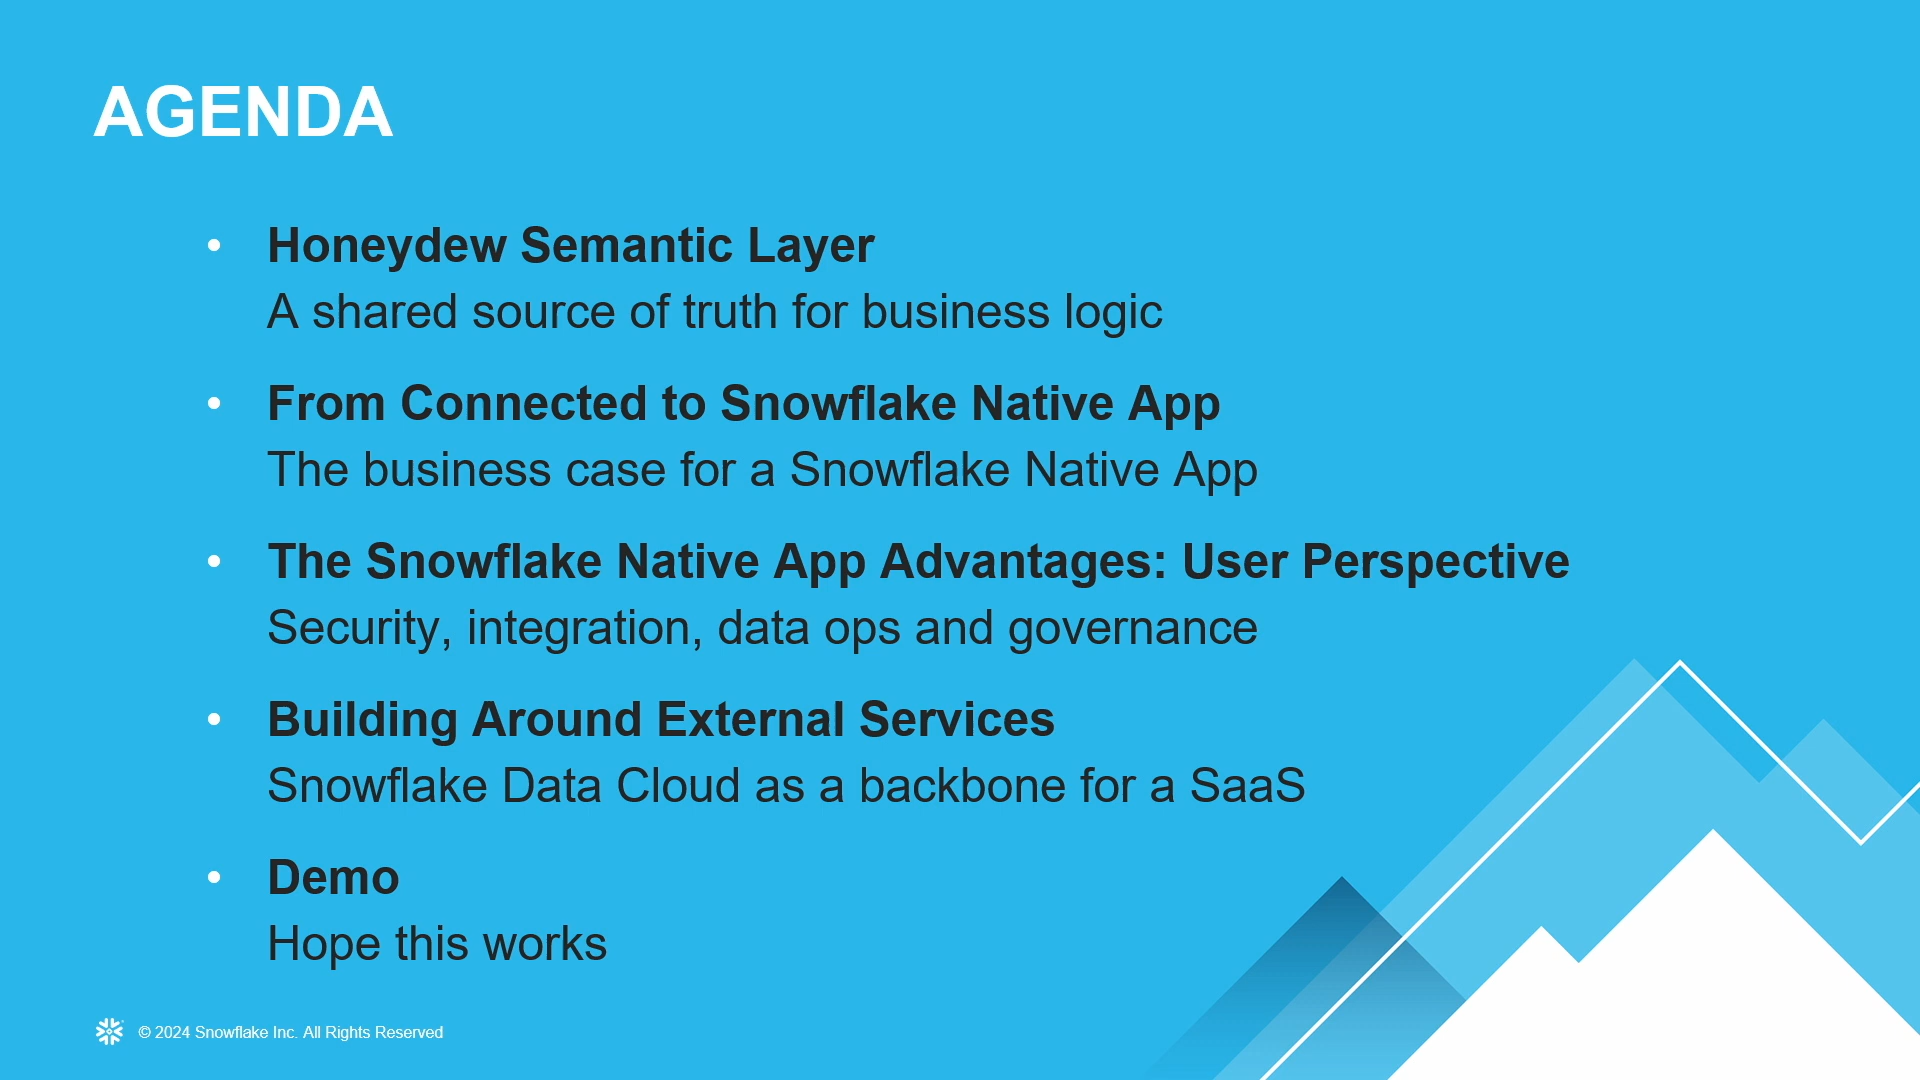 AGENDA
• Honeydew Semantic Layer
A shared source of truth for business logic
• From Connected to Snowflake Native App
The business case for a Snowflake Native App
• The Snowflake Native App Advantages: User Perspective
Security, integration, data ops and governance
• Building Around External Services
Snowflake Data Cloud as a backbone for a SaaS
• Demo
Hope this works
© 2024 Snowflake Inc. All Rights Reserved